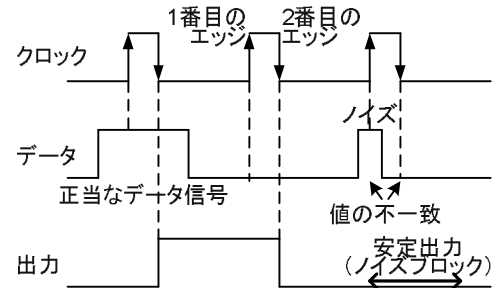 1番目の
エッジ
2番目の
エッジ
クロック
ノイズ
データ
正当なデータ信号
値の不一致
安定出力
(ノイズブロック)
出力